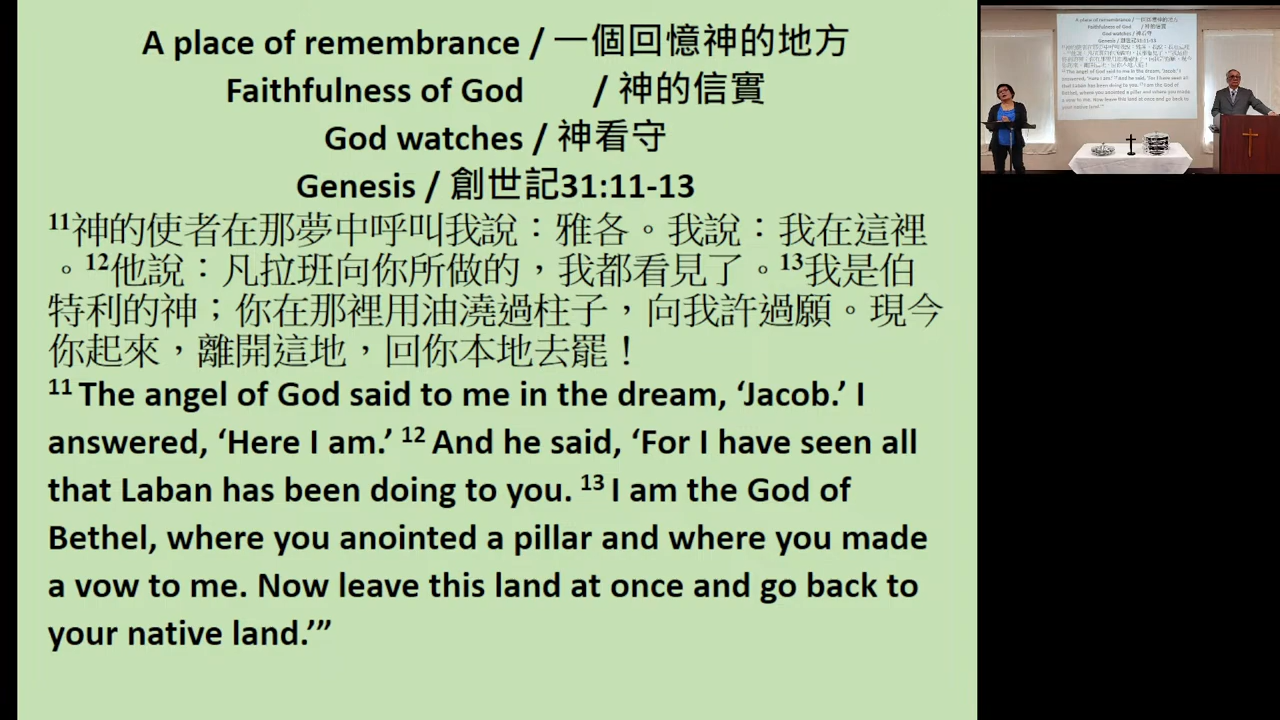 A place of remembrance / 一個回憶神的地方
Faithfulness of God / 神的信實
God watches / 神看守
Genesis / 創世記31:11-13
11神的使者在那夢中呼叫我說：雅各。我說：我在這裡
。12他說：凡拉班向你所做的，我都看見了。13我是伯
特利的神；你在那裡用油澆過柱子，向我許過願。現今
你起來，離開這地，回你本地去罷！
11 The angel of God said to me in the dream, ‘Jacob.’ I
answered, ‘Here I am.’ 12 And he said, ‘For I have seen all
that Laban has been doing to you. 13 I am the God of
Bethel, where you anointed a pillar and where you made
a vow to me. Now leave this land at once and go back to
your native land.’”